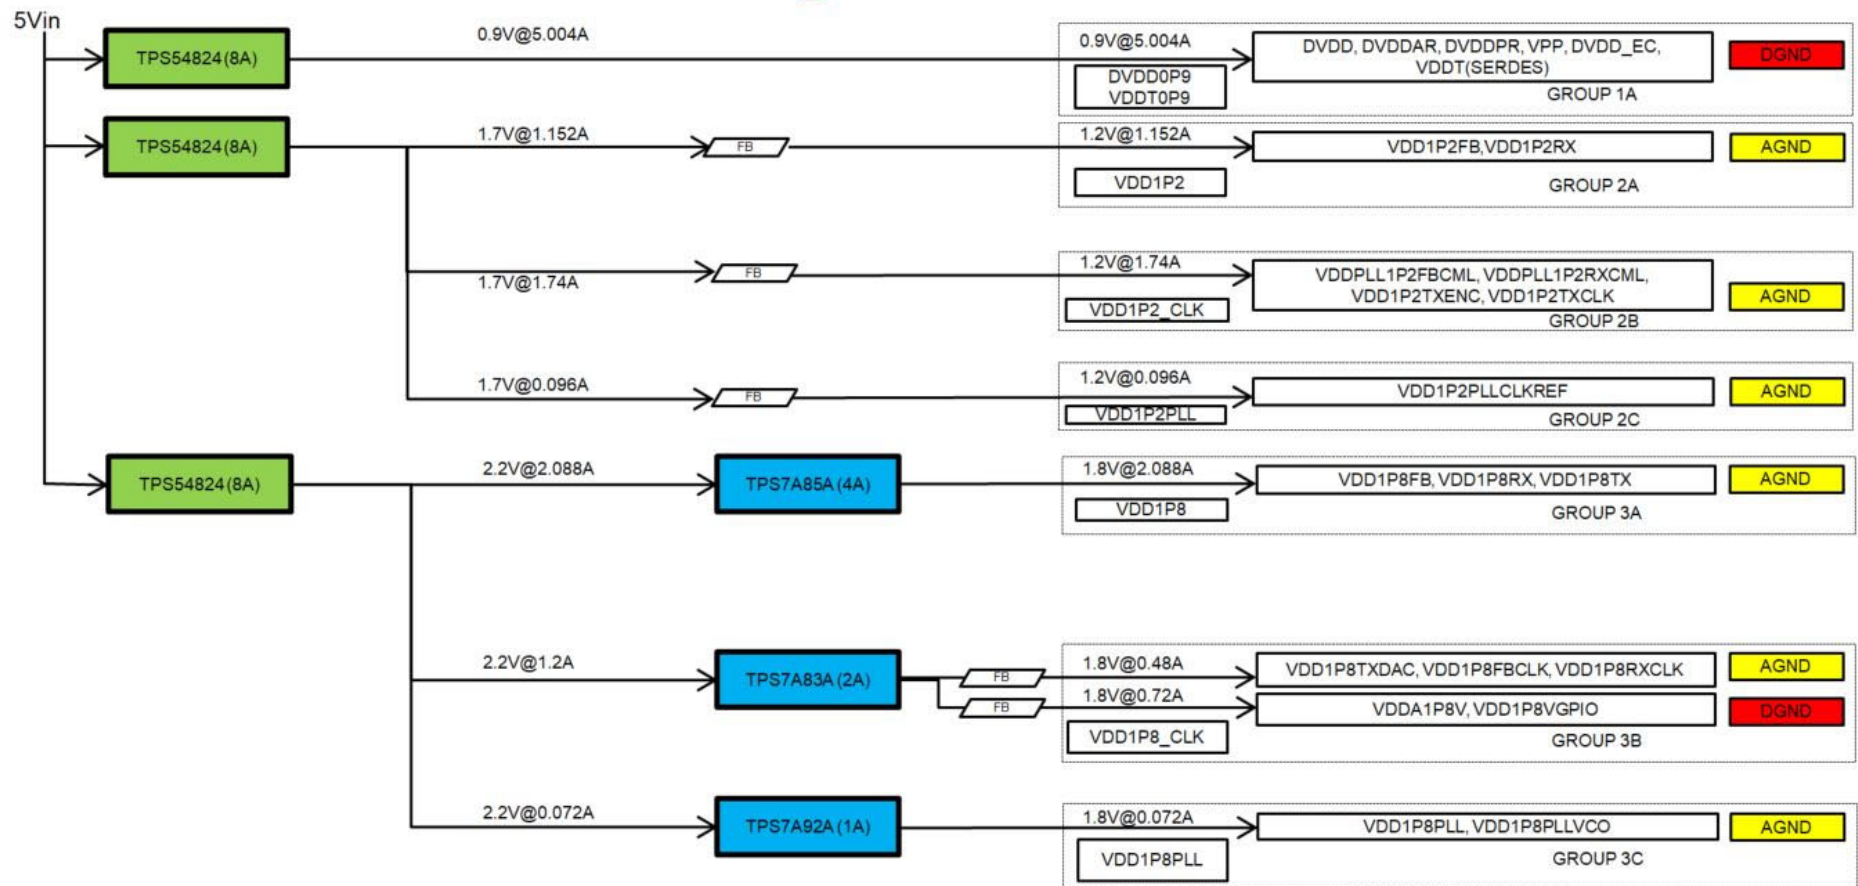 5Vin
TPS54824(8A)
0.9V@5.004A
0.9V@5.004A
DVDD0P9
VDDT0P9
DVDD, DVDDAR, DVDDPR, VPP, DVDD_EC,
VDDT(SERDES)
DGND
GROUP 1A
TPS54824(8A)
1.7V@1.152A
FB
1.2V@1.152A
VDD1P2
VDD1P2FB,VDD1P2RX
AGND
GROUP 2A
1.7V@1.74A
FB
1.2V@1.74A
VDD1P2_CLK
VDDPLL1P2FBCML, VDDPLL1P2RXCML,
VDD1P2TXENC, VDD1P2TXCLK
AGND
GROUP 2B
1.7V@0.096A
FB
1.2V@0.096A
VDD1P2PLL
VDD1P2PLLCLKREF
AGND
GROUP 2C
TPS54824(8A)
2.2V@2.088A
TPS7A85A(4A)
1.8V@2.088A
VDD1P8
VDD1P8FB, VDD1P8RX, VDD1P8TX
AGND
GROUP 3A
2.2V@1.2A
TPS7A83A(2A)
FB
1.8V@0.48A
VDD1P8TXDAC, VDD1P8FBCLK, VDD1P8RXCLK
AGND
FB
1.8V@0.72A
VDDA1P8V, VDD1P8VGPIO
DGND
VDD1P8_CLK
GROUP 3B
2.2V@0.072A
TPS7A92A(1A)
1.8V@0.072A
VDD1P8PLL
VDD1P8PLL, VDD1P8PLLVCO
AGND
GROUP 3C